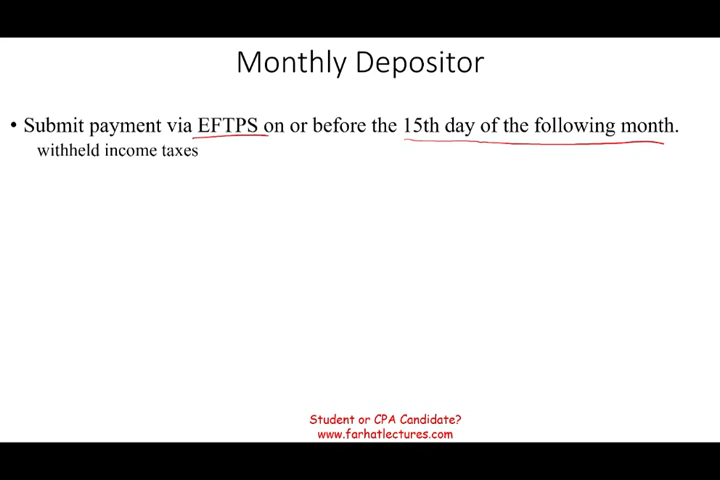 Monthly Depositor
• Submit payment via EFTPS on or before the 15th day of the following month.
withheld income taxes
Student or CPA Candidate?
www.farhatlectures.com